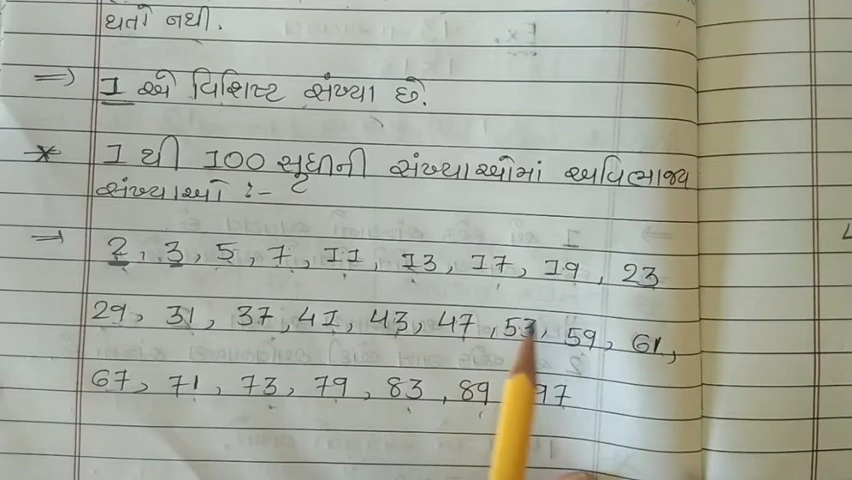 થતી નથી.
=> 1 એ વિશિષ્ટ સંખ્યા છે.
* 1 થી 100 સુધીની સંખ્યાઓમાં અવિભાજ્ય
સંખ્યાઓ :-
→ 2, 3, 5, 7, 11, 13, 17, 19, 23
29, 31, 37, 41, 43, 47, 53, 59, 61,
67, 71, 73, 79, 83, 89 97